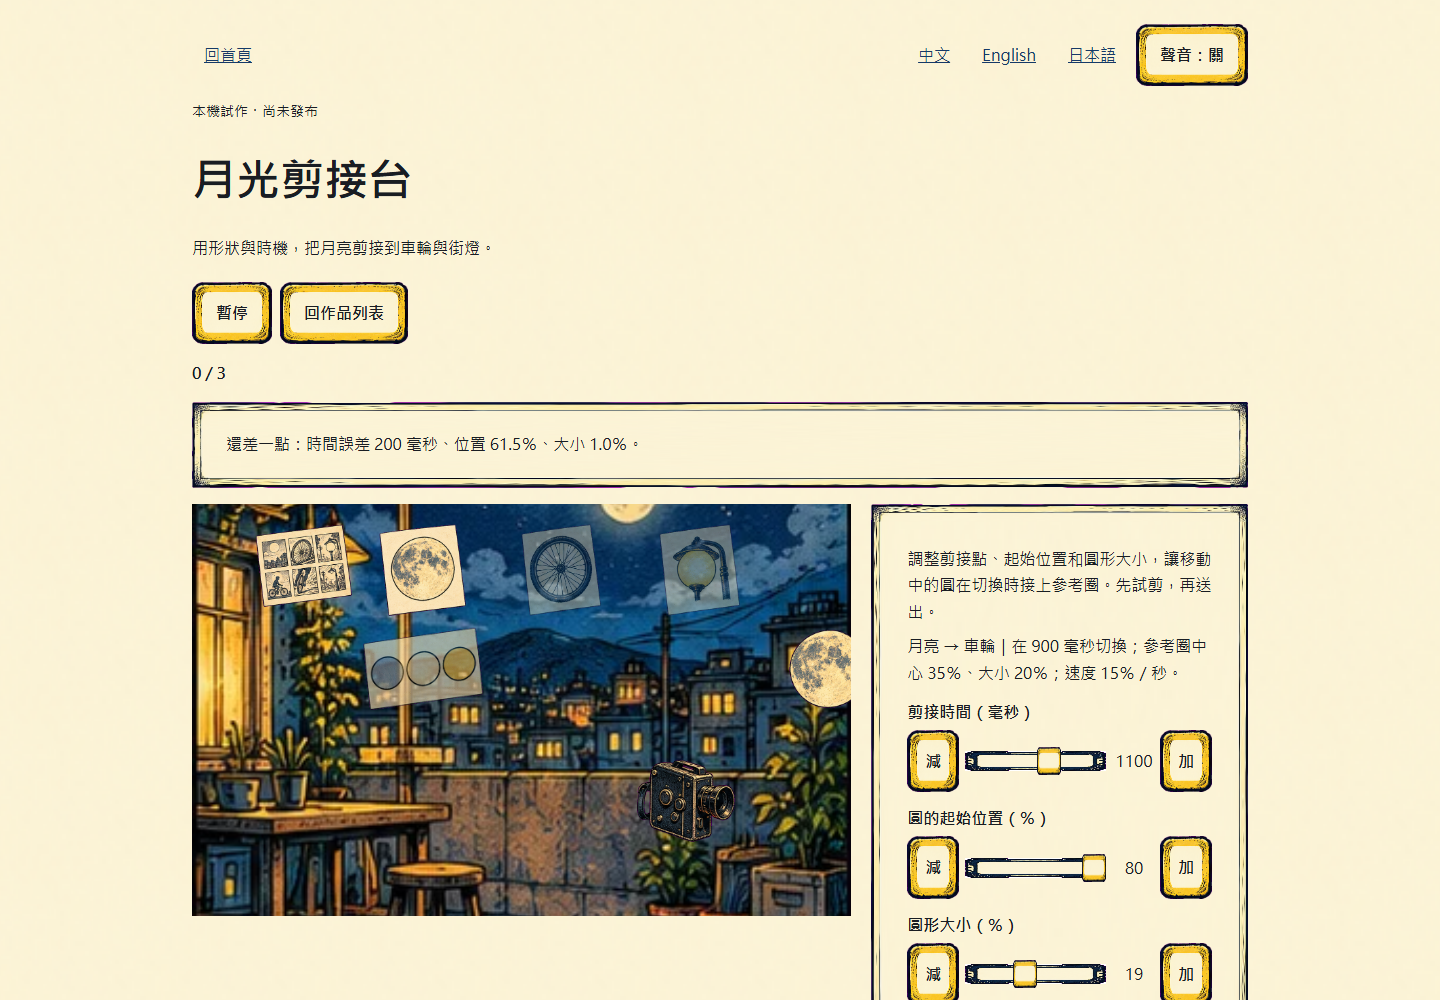 回首頁
中文 English 日本語 聲音：關
本機試作・尚未發布
月光剪接台
用形狀與時機，把月亮剪接到車輪與街燈。
暫停 回作品列表
0 / 3
還差一點：時間誤差 200 毫秒、位置 61.5%、大小 1.0%。
調整剪接點、起始位置和圓形大小，讓移動
中的圓在切換時接上參考圈。先試剪，再送
出。
月亮 → 車輪｜在 900 毫秒切換；參考圈中
心 35%、大小 20%；速度 15% / 秒。
剪接時間（毫秒）
減 1100 加
圓的起始位置（%）
減 80 加
圓形大小（%）
減 19 加